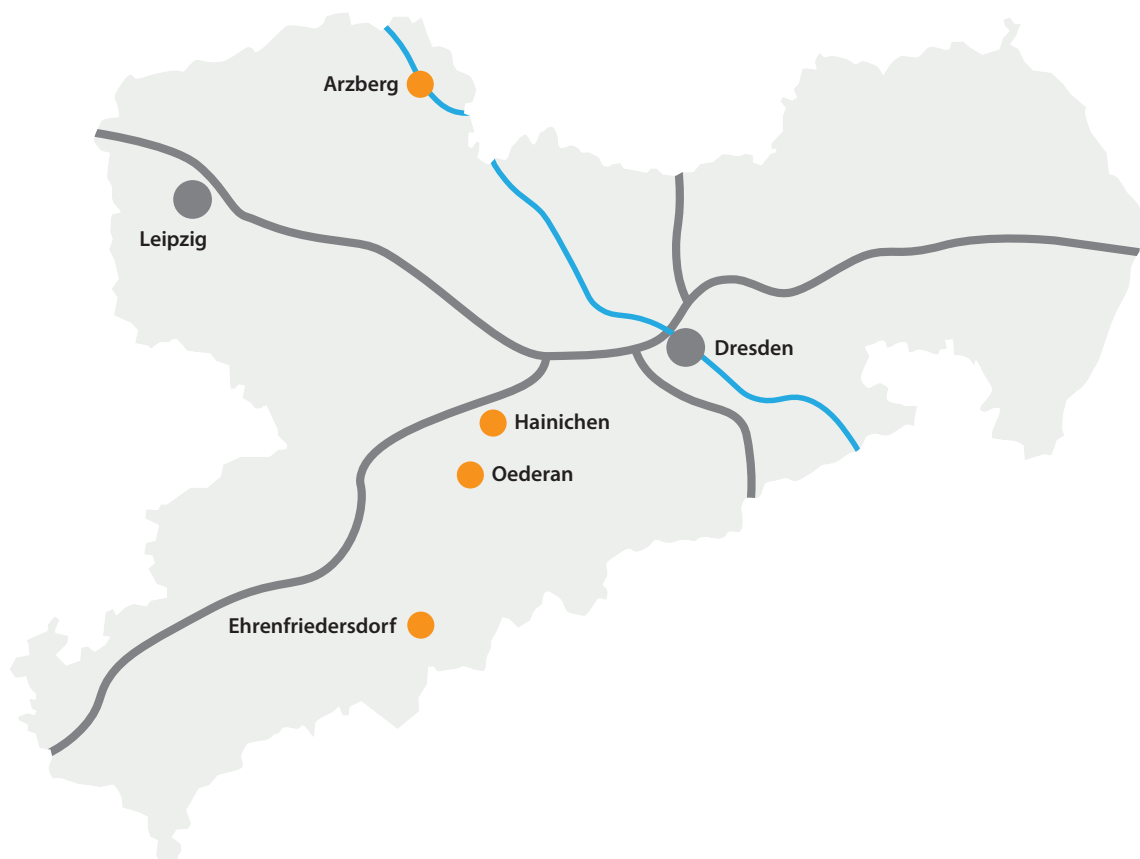 Arzberg
Leipzig
Dresden
Hainichen
Oederan
Ehrenfriedersdorf